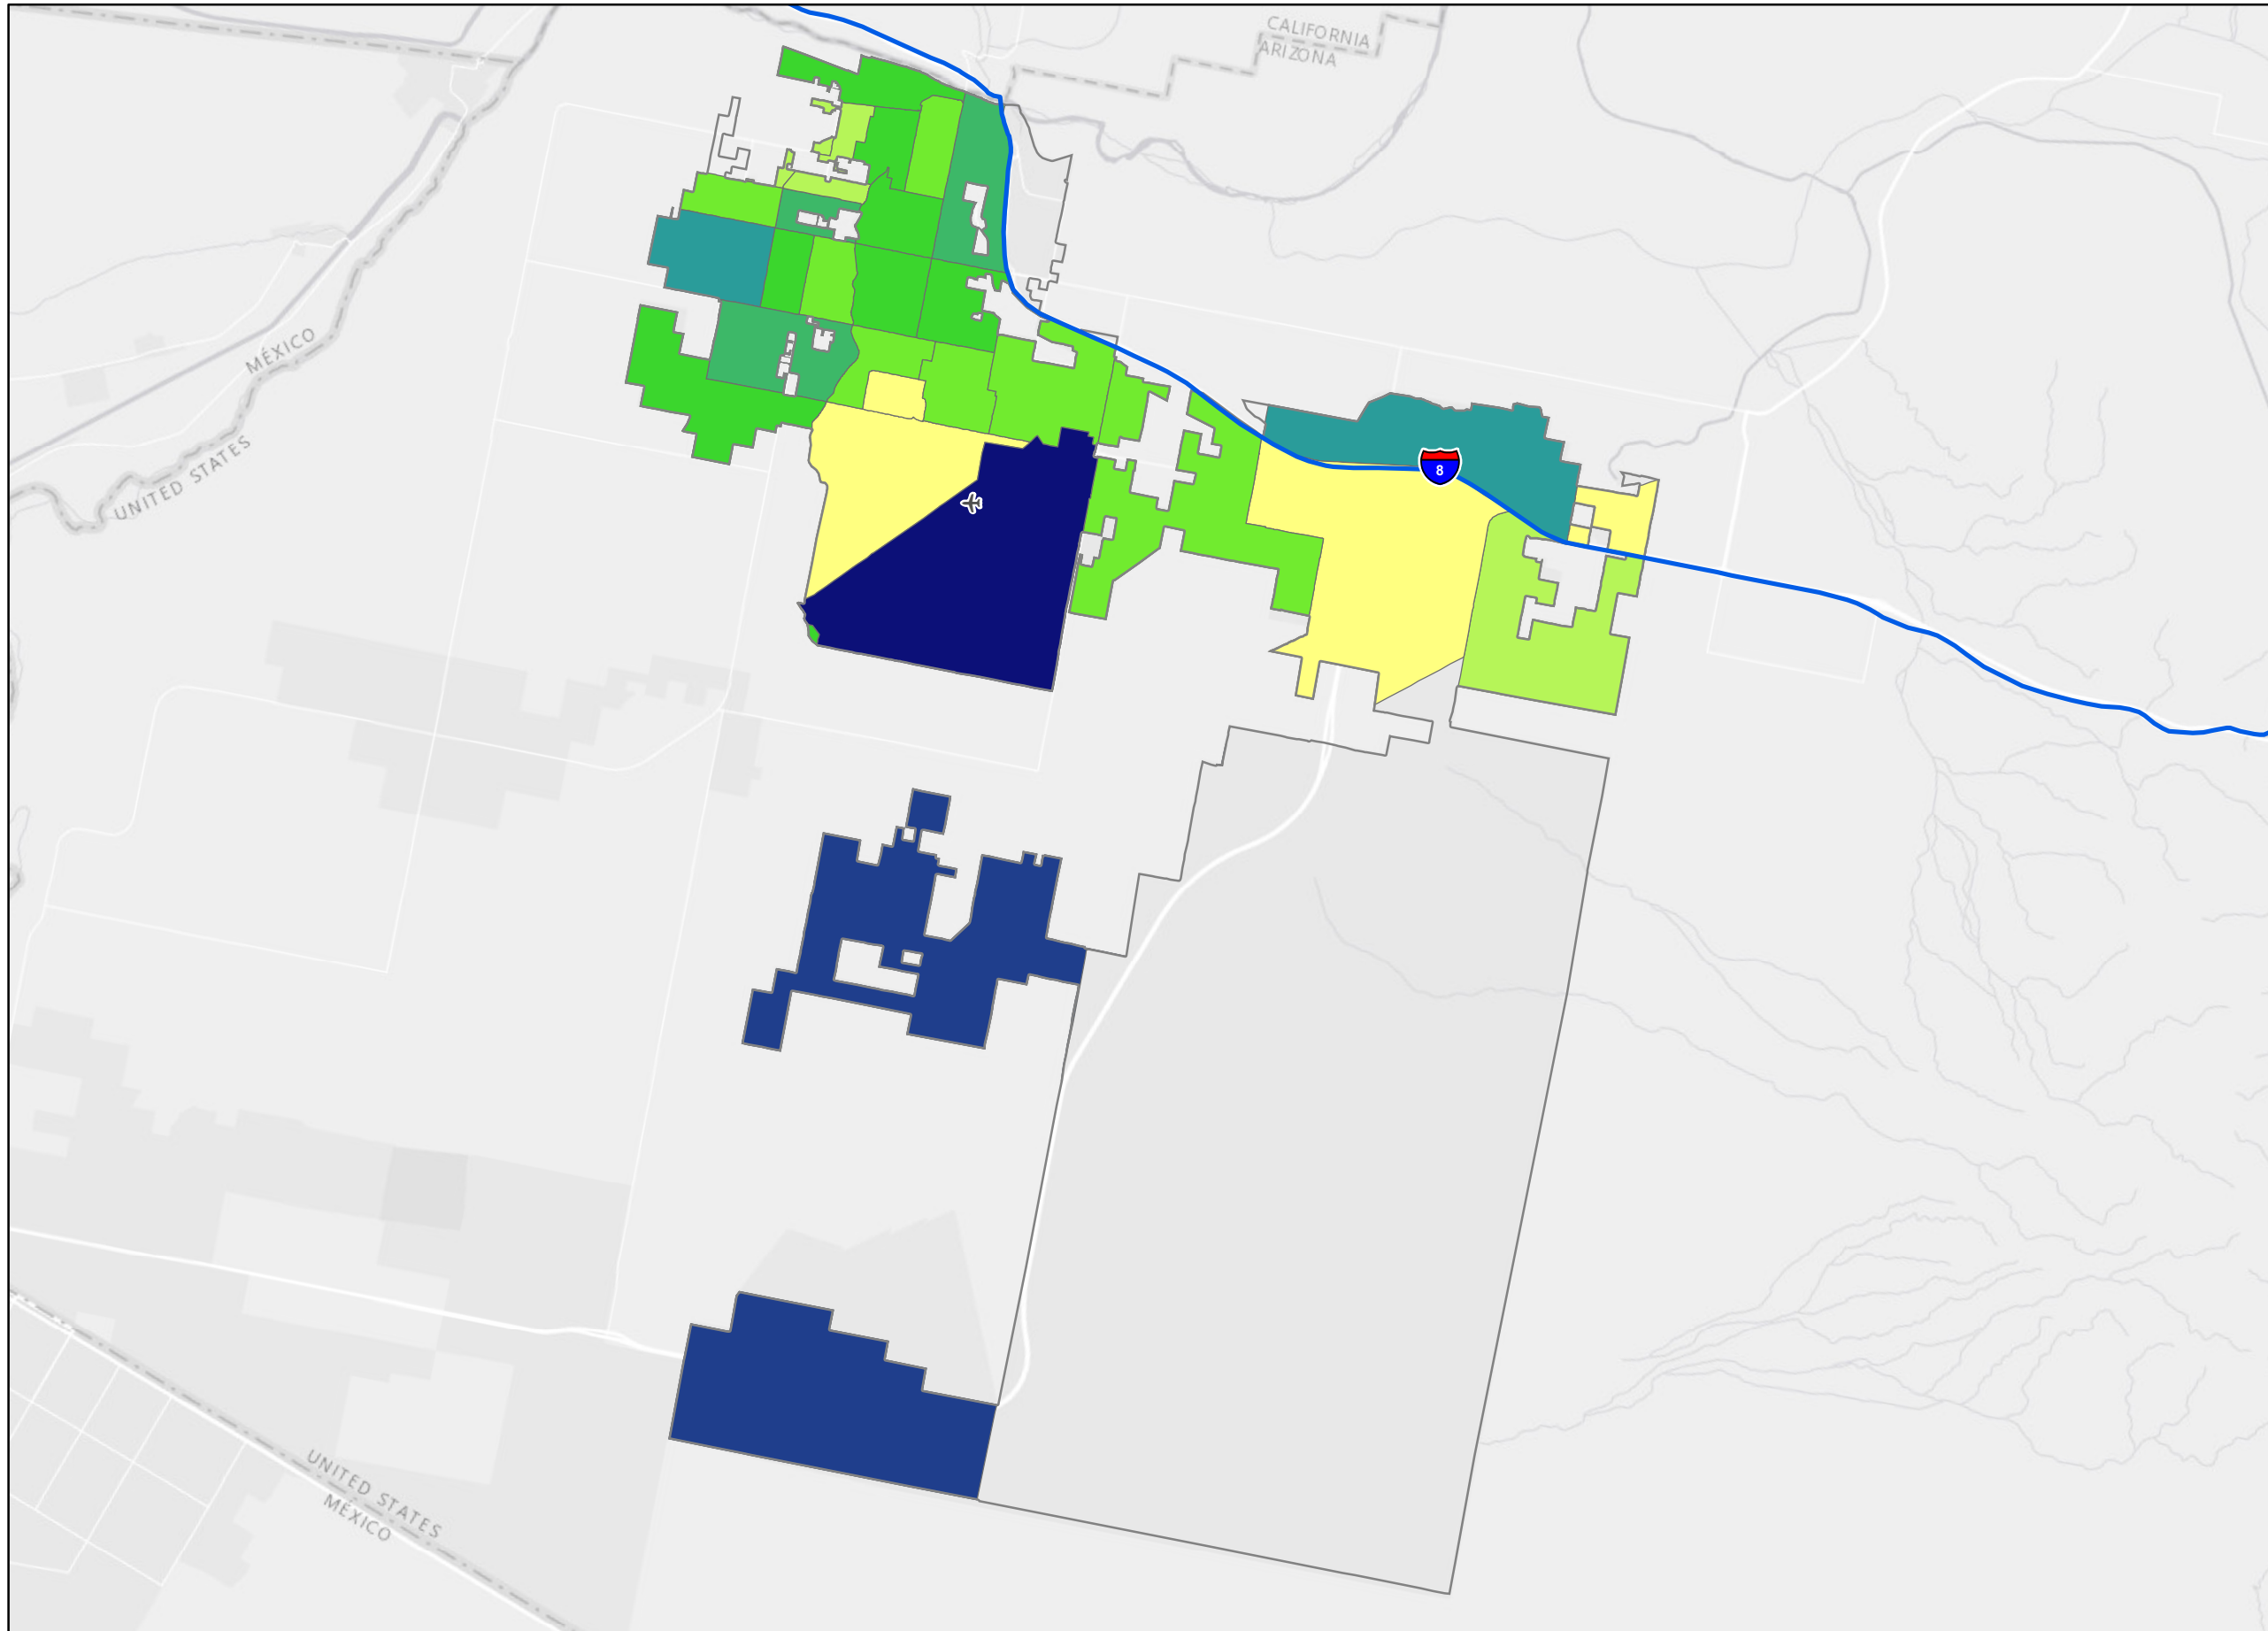 CALIFORNIA
ARIZONA
MÉXICO
UNITED STATES
8
UNITED STATES
MÉXICO